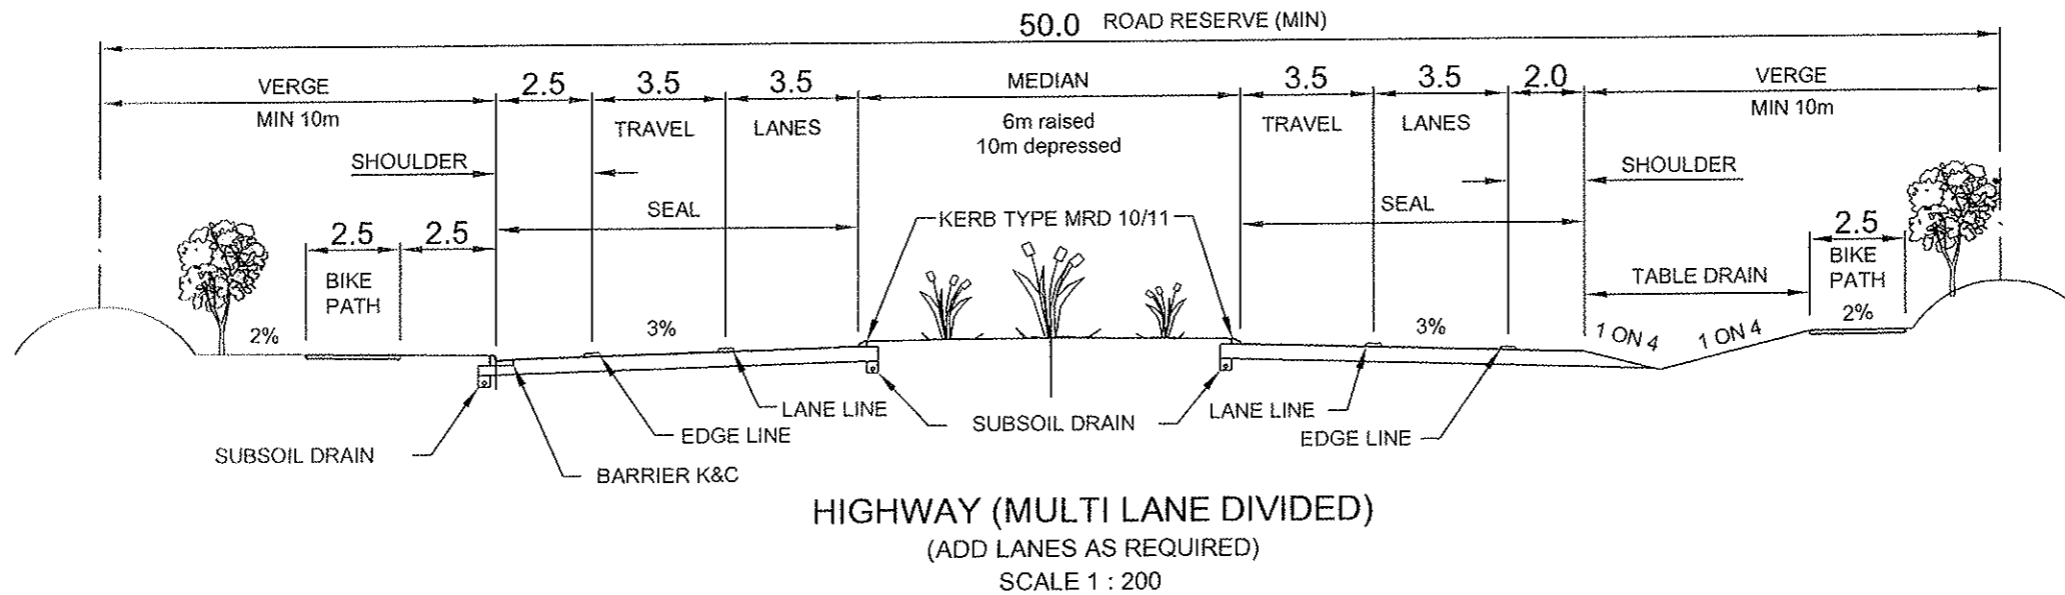 50.0 ROAD RESERVE (MIN)
VERGE 2.5 3.5 3.5 MEDIAN 3.5 3.5 2.0 VERGE
MIN 10m TRAVEL LANES 6m raised TRAVEL LANES MIN 10m
10m depressed
SHOULDER SHOULDER
SEAL SEAL
KERB TYPE MRD 10/11
2.5 2.5 2.5
BIKE BIKE
PATH TABLE DRAIN PATH
2% 3% 3% 1 ON 4 1 ON 4 2%
LANE LINE SUBSOIL DRAIN LANE LINE
EDGE LINE EDGE LINE
SUBSOIL DRAIN
BARRIER K&C
HIGHWAY (MULTI LANE DIVIDED)
(ADD LANES AS REQUIRED)
SCALE 1 : 200